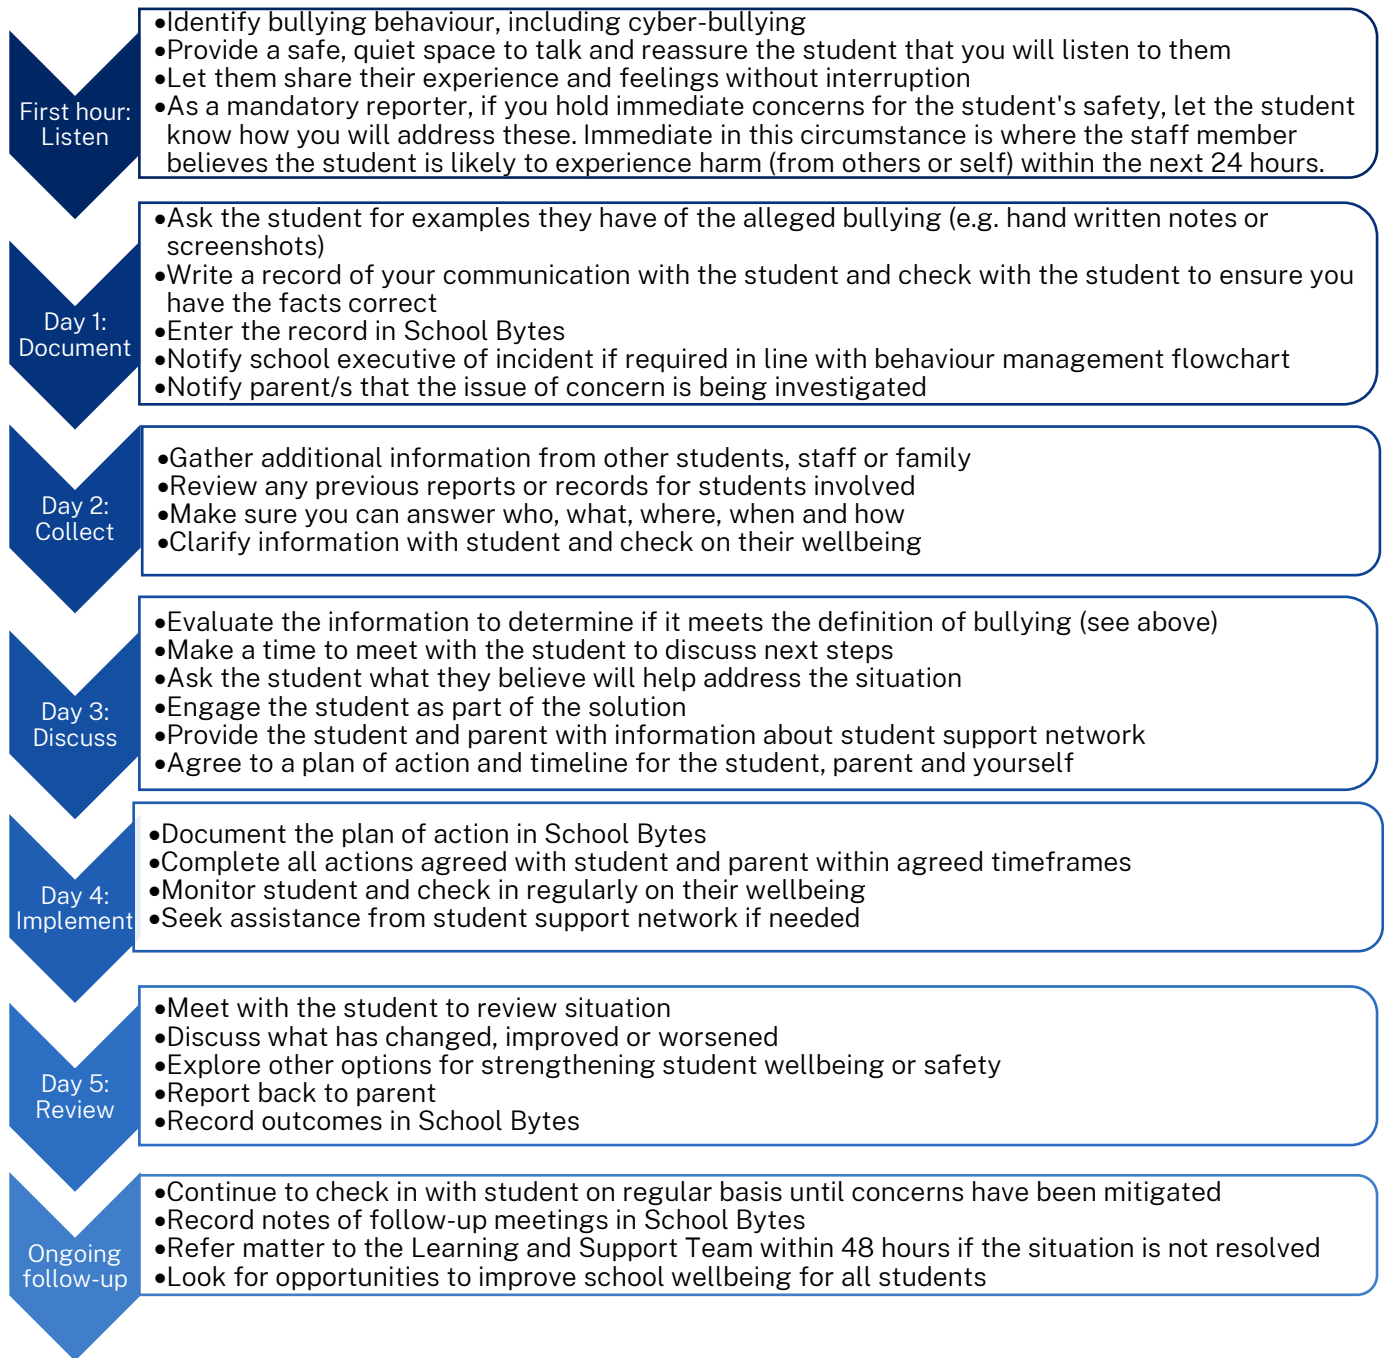 First hour:
Listen
•Identify bullying behaviour, including cyber-bullying
•Provide a safe, quiet space to talk and reassure the student that you will listen to them
•Let them share their experience and feelings without interruption
•As a mandatory reporter, if you hold immediate concerns for the student's safety, let the student
know how you will address these. Immediate in this circumstance is where the staff member
believes the student is likely to experience harm (from others or self) within the next 24 hours.
Day 1:
Document
•Ask the student for examples they have of the alleged bullying (e.g. hand written notes or
screenshots)
•Write a record of your communication with the student and check with the student to ensure you
have the facts correct
•Enter the record in School Bytes
•Notify school executive of incident if required in line with behaviour management flowchart
•Notify parent/s that the issue of concern is being investigated
Day 2:
Collect
•Gather additional information from other students, staff or family
•Review any previous reports or records for students involved
•Make sure you can answer who, what, where, when and how
•Clarify information with student and check on their wellbeing
Day 3:
Discuss
•Evaluate the information to determine if it meets the definition of bullying (see above)
•Make a time to meet with the student to discuss next steps
•Ask the student what they believe will help address the situation
•Engage the student as part of the solution
•Provide the student and parent with information about student support network
•Agree to a plan of action and timeline for the student, parent and yourself
Day 4:
Implement
•Document the plan of action in School Bytes
•Complete all actions agreed with student and parent within agreed timeframes
•Monitor student and check in regularly on their wellbeing
•Seek assistance from student support network if needed
Day 5:
Review
•Meet with the student to review situation
•Discuss what has changed, improved or worsened
•Explore other options for strengthening student wellbeing or safety
•Report back to parent
•Record outcomes in School Bytes
Ongoing
follow-up
•Continue to check in with student on regular basis until concerns have been mitigated
•Record notes of follow-up meetings in School Bytes
•Refer matter to the Learning and Support Team within 48 hours if the situation is not resolved
•Look for opportunities to improve school wellbeing for all students